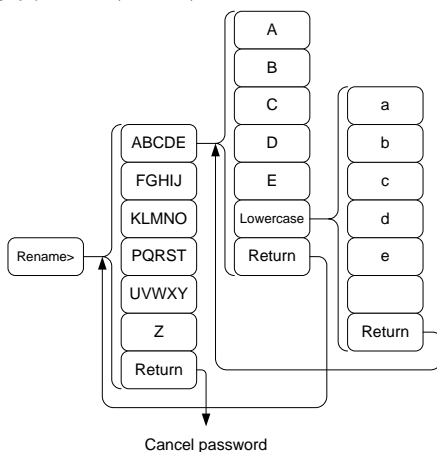 Rename>
ABCDE
FGHIJ
KLMNO
PQRST
UVWXY
Z
Return
A
B
C
D
E
Lowercase
Return
a
b
c
d
e
Return
Cancel password